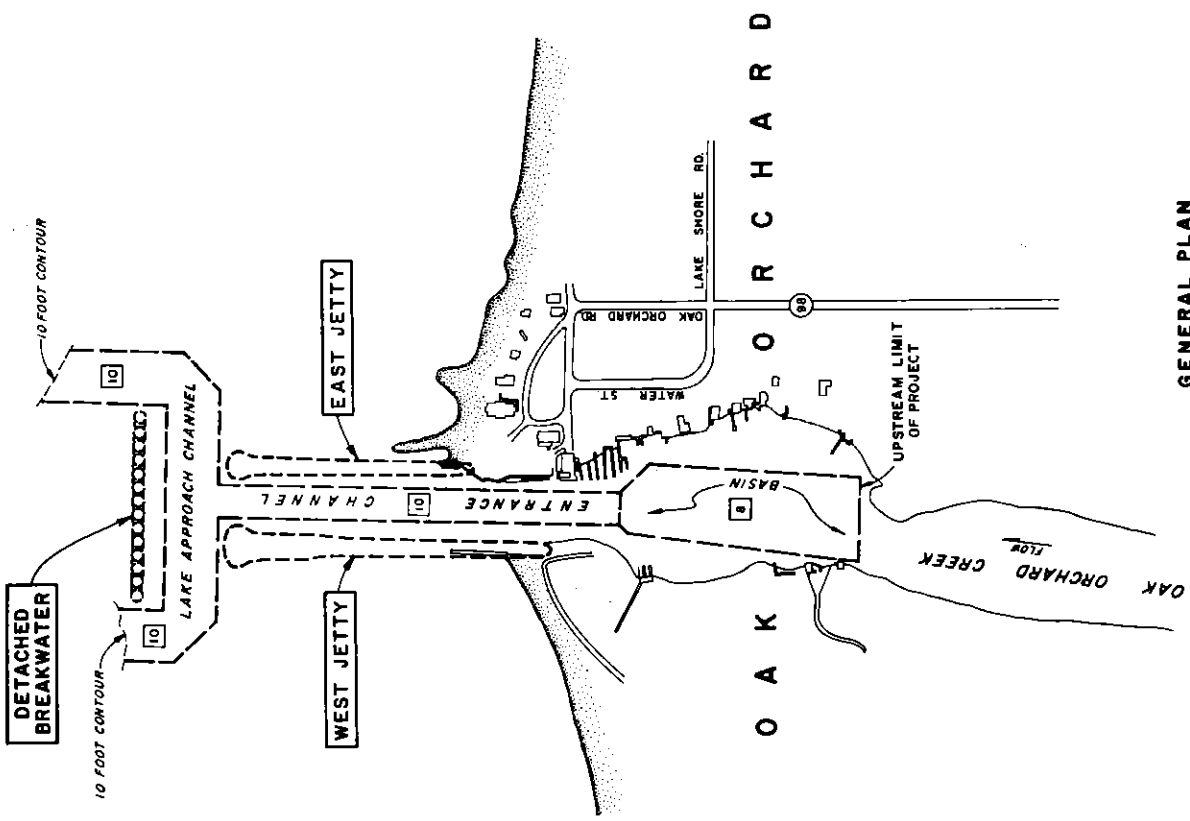 10 FOOT CONTOUR
DETACHED
BREAKWATER
10
10
LAKE APPROACH CHANNEL
10 FOOT CONTOUR
EAST JETTY
WEST JETTY
ENTRANCE CHANNEL
10
LAKE SHORE RD.
OAK ORCHARD RD.
WATER ST.
98
OAK ORCHARD
BASIN
8
UPSTREAM LIMIT
OF PROJECT
FLOW
OAK ORCHARD CREEK
GENERAL PLAN